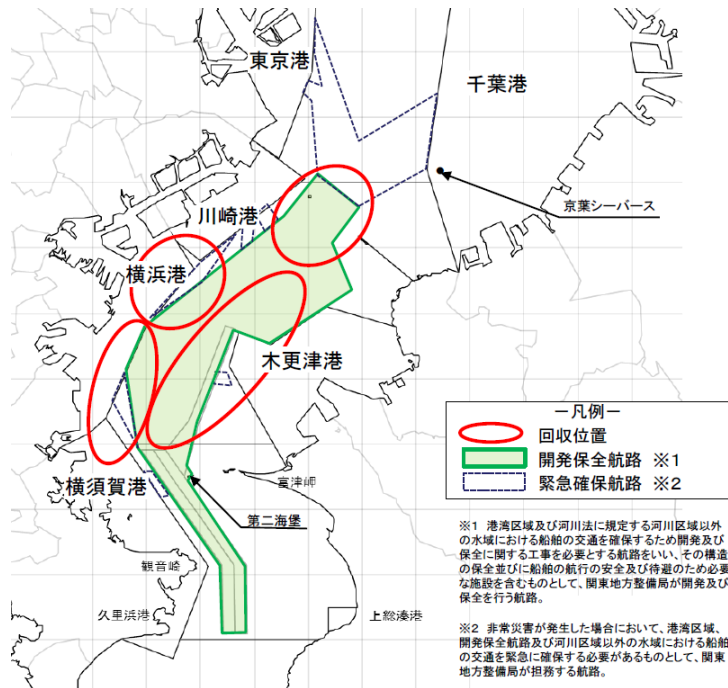 東京港
千葉港
京葉シーバース
川崎港
横浜港
木更津港
－凡例－
回収位置
開発保全航路 ※1
緊急確保航路 ※2
横須賀港
富津岬
第二海堡
観音崎
久里浜港
上総湊港
※1 港湾区域及び河川法に規定する河川区域以外
の水域における船舶の交通を確保するため開発及び
保全に関する工事を必要とする航路をいい、その構造
の保全並びに船舶の航行の安全及び待避のため必要
な施設を含むものとして、関東地方整備局が開発及び
保全を行う航路。
※2 非常災害が発生した場合において、港湾区域、
開発保全航路及び河川区域以外の水域における船舶
の交通を緊急に確保する必要があるものとして、関東
地方整備局が担務する航路。